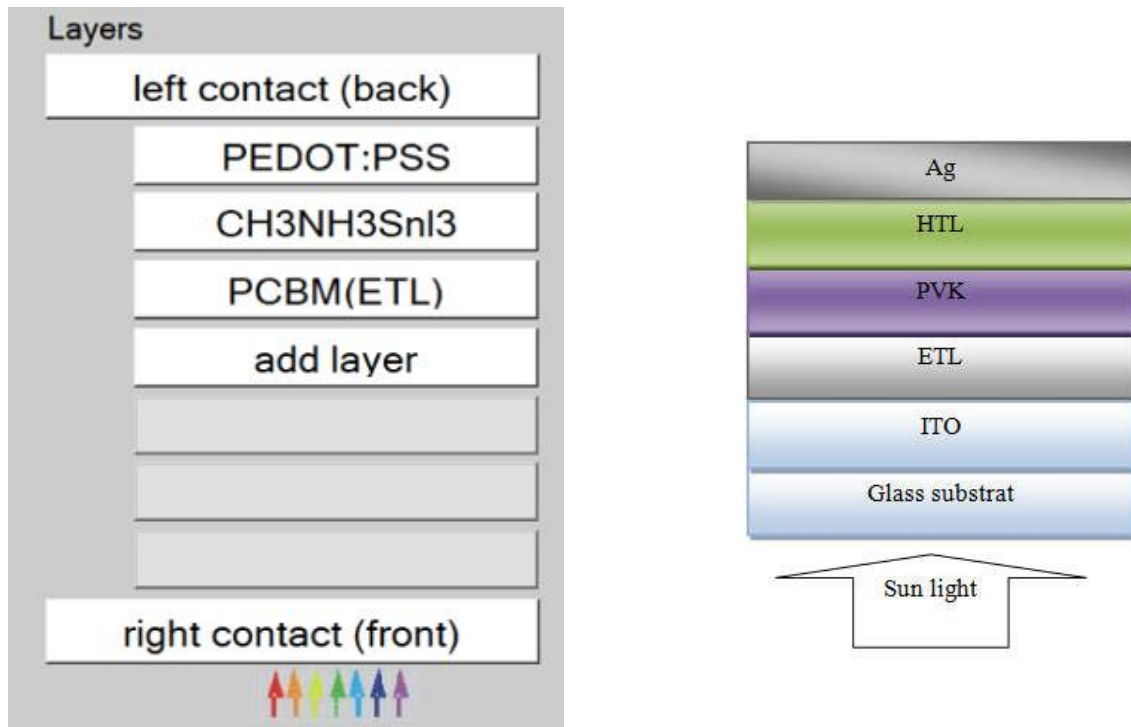 Layers
left contact (back)
PEDOT:PSS
CH3NH3SnI3
PCBM(ETL)
add layer
right contact (front)
Ag
HTL
PVK
ETL
ITO
Glass substrat
Sun light